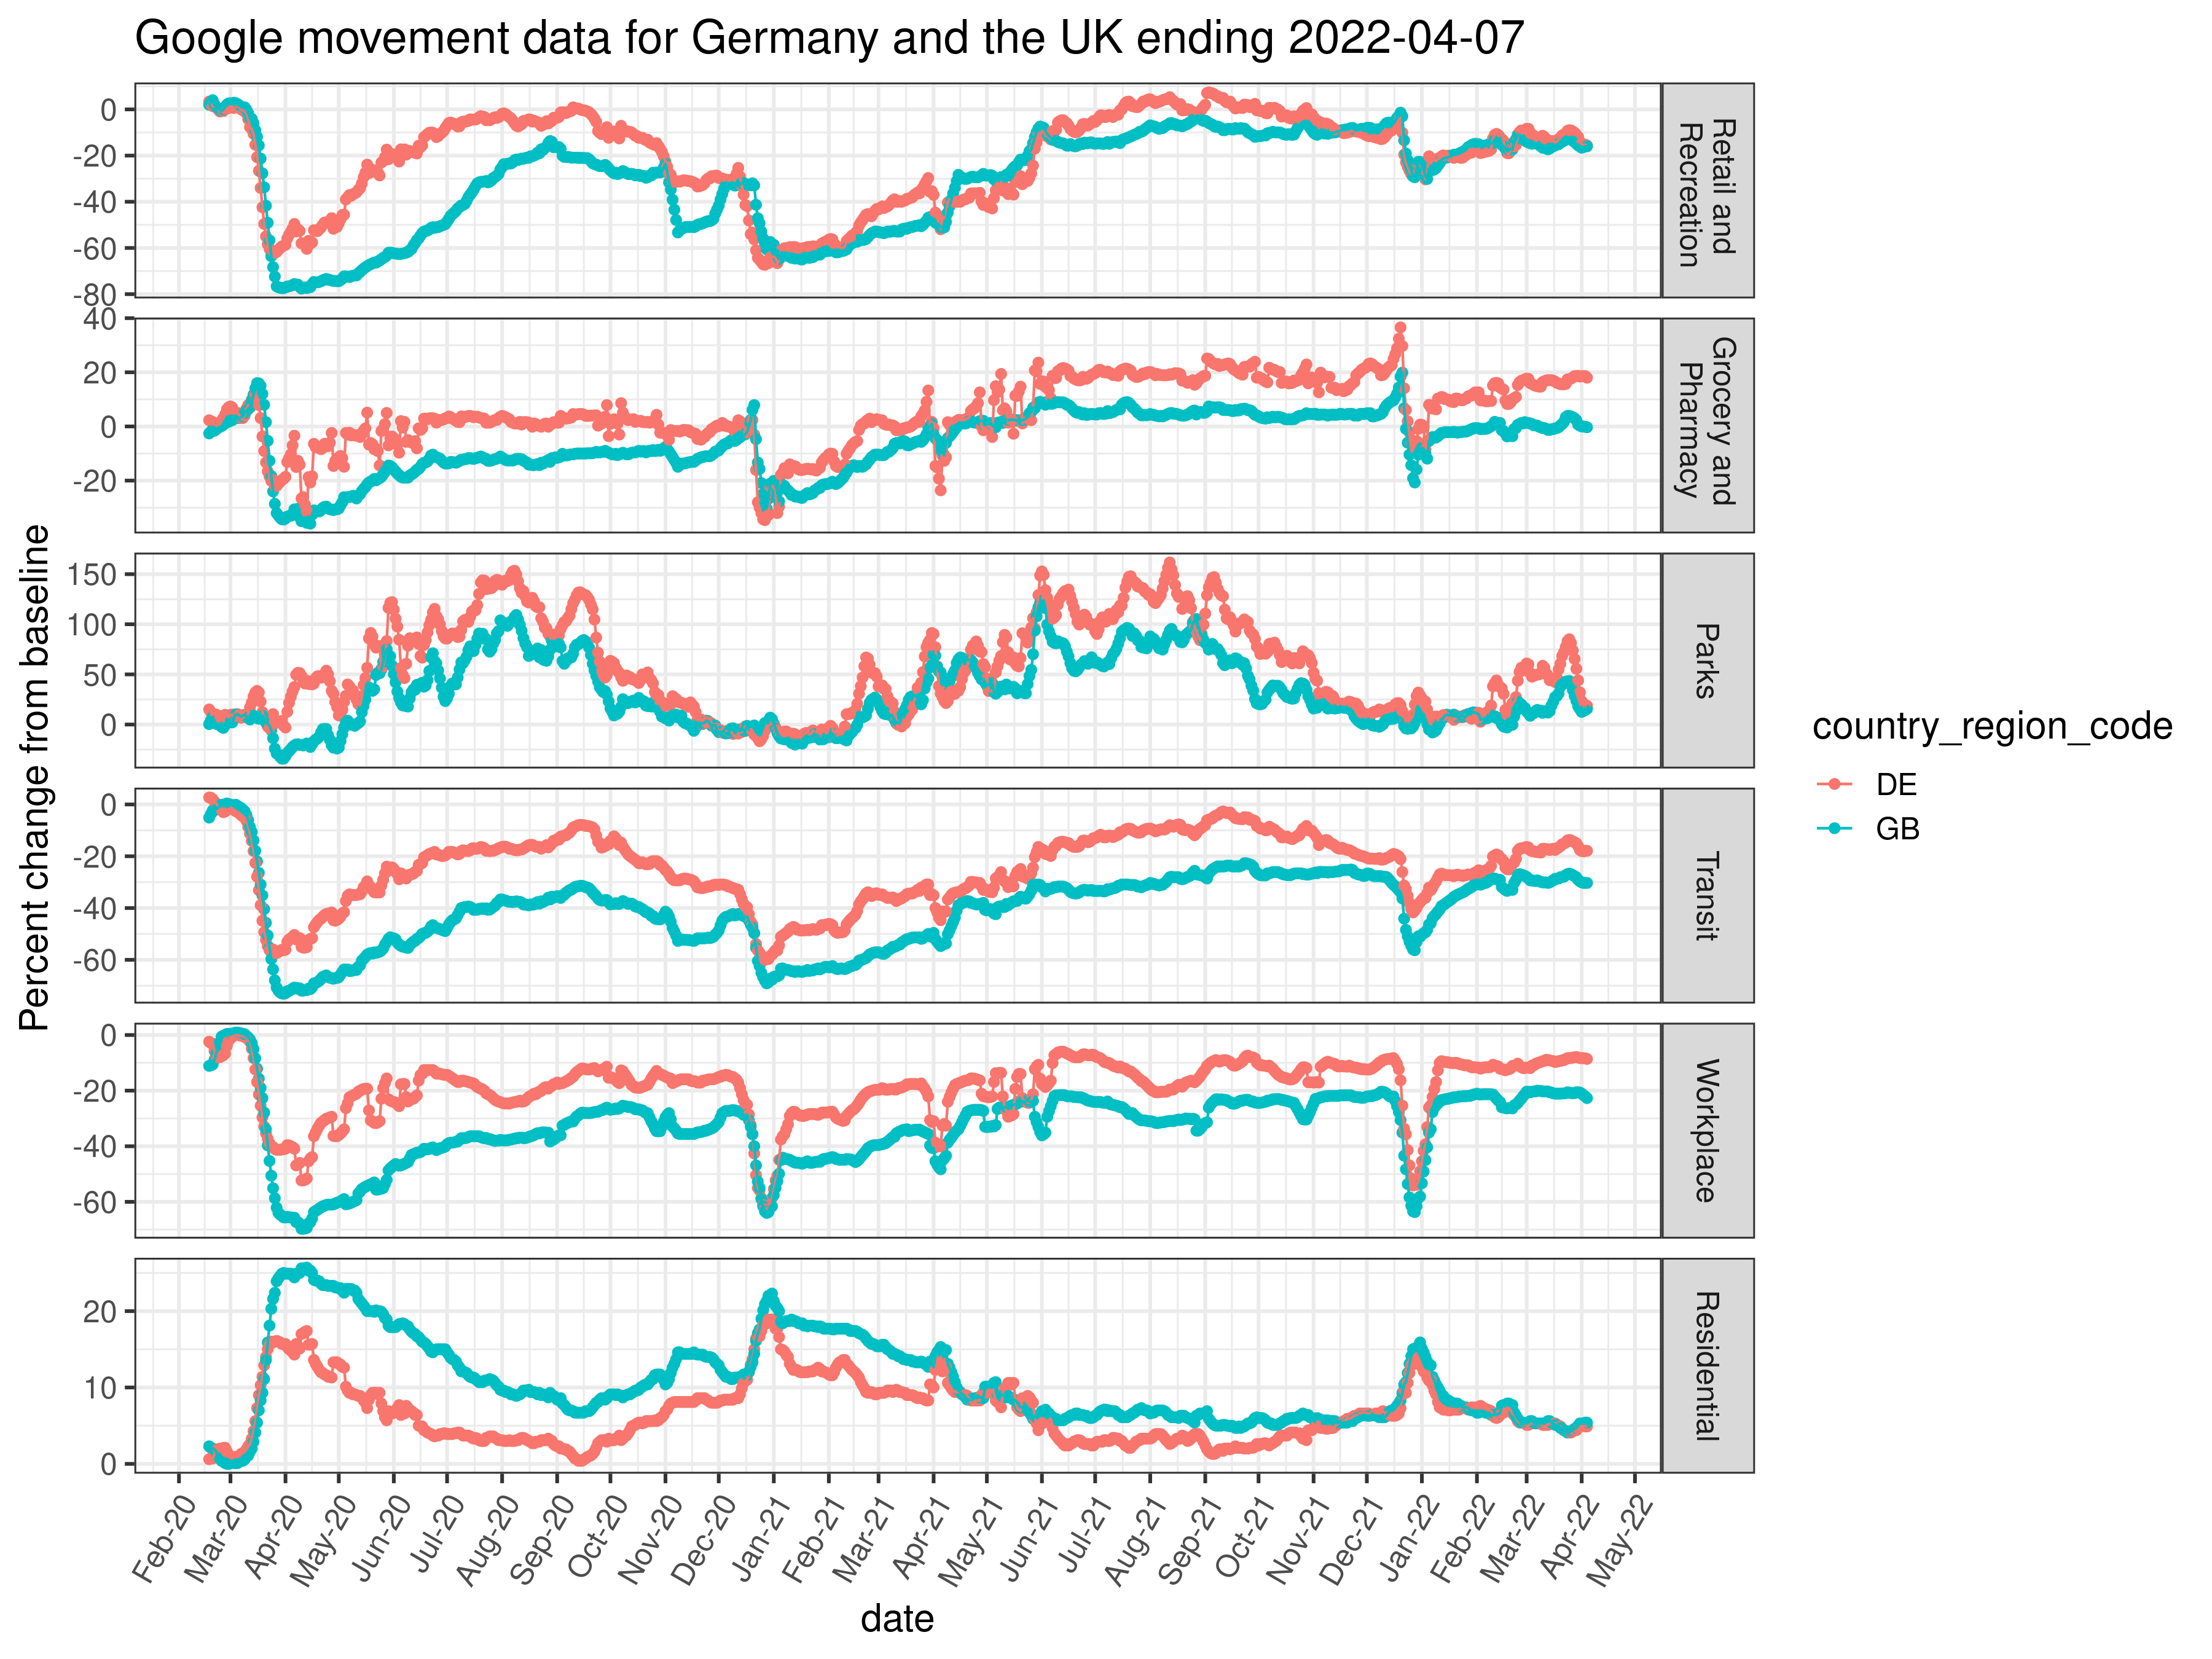 Google movement data for Germany and the UK ending 2022-04-07
Percent change from baseline
0
-20
-40
-60
-80
Retail and
Recreation
40
20
0
-20
Grocery and
Pharmacy
150
100
50
0
Parks
0
-20
-40
-60
Transit
0
-20
-40
-60
Workplace
20
10
0
Residential
Feb-20
Mar-20
Apr-20
May-20
Jun-20
Jul-20
Aug-20
Sep-20
Oct-20
Nov-20
Dec-20
Jan-21
Feb-21
Mar-21
Apr-21
May-21
Jun-21
Jul-21
Aug-21
Sep-21
Oct-21
Nov-21
Dec-21
Jan-22
Feb-22
Mar-22
Apr-22
May-22
date
country_region_code
DE
GB